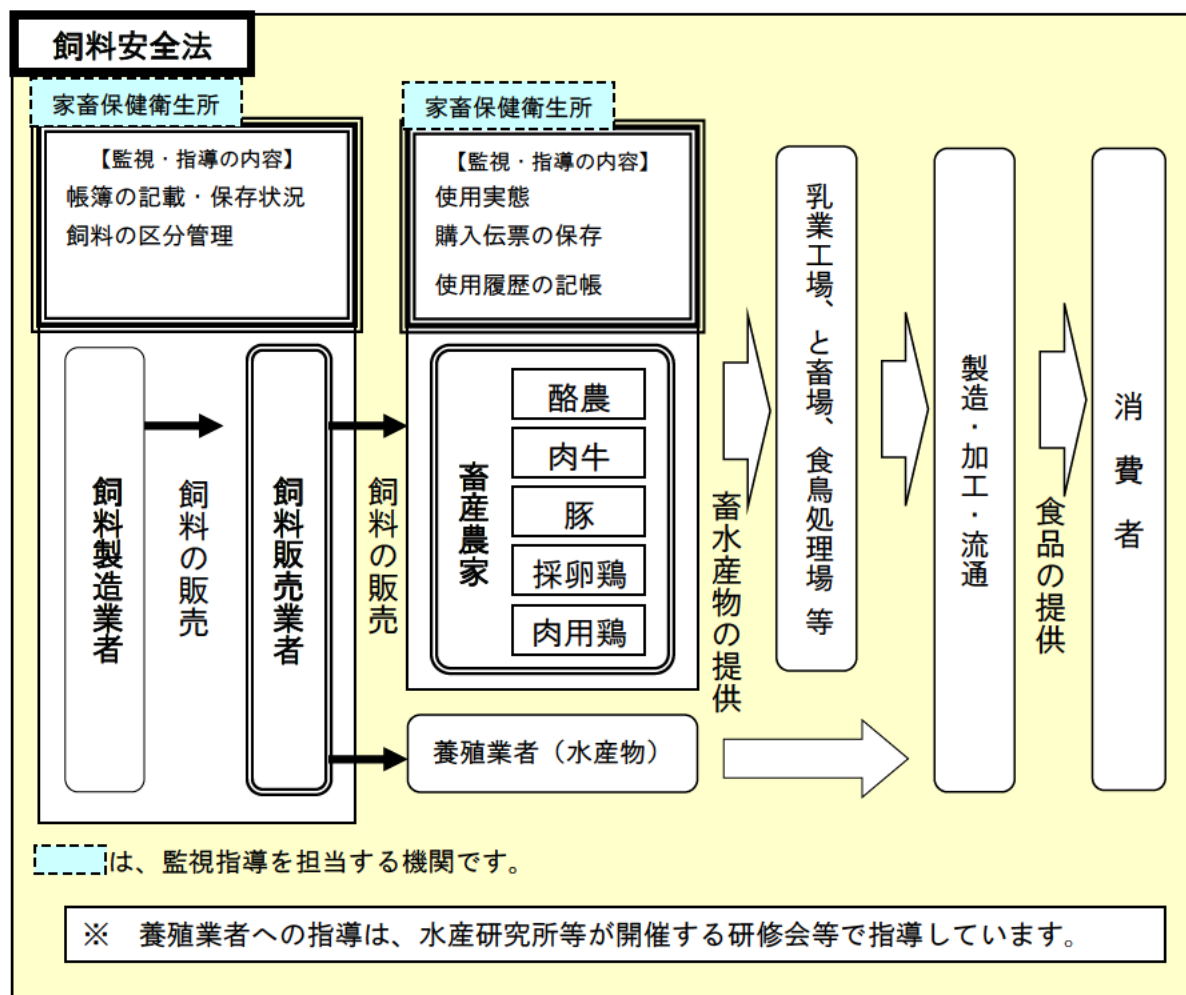 飼料安全法
家畜保健衛生所
【監視・指導の内容】
帳簿の記載・保存状況
飼料の区分管理
家畜保健衛生所
【監視・指導の内容】
使用実態
購入伝票の保存
使用履歴の記帳
飼料製造業者
飼料の販売
飼料販売業者
飼料の販売
畜産農家
酪農
肉牛
豚
採卵鶏
肉用鶏
養殖業者（水産物）
畜水産物の提供
乳業工場、と畜場、食鳥処理場 等
製造・加工・流通
食品の提供
消費者
は、監視指導を担当する機関です。
※　養殖業者への指導は、水産研究所等が開催する研修会等で指導しています。